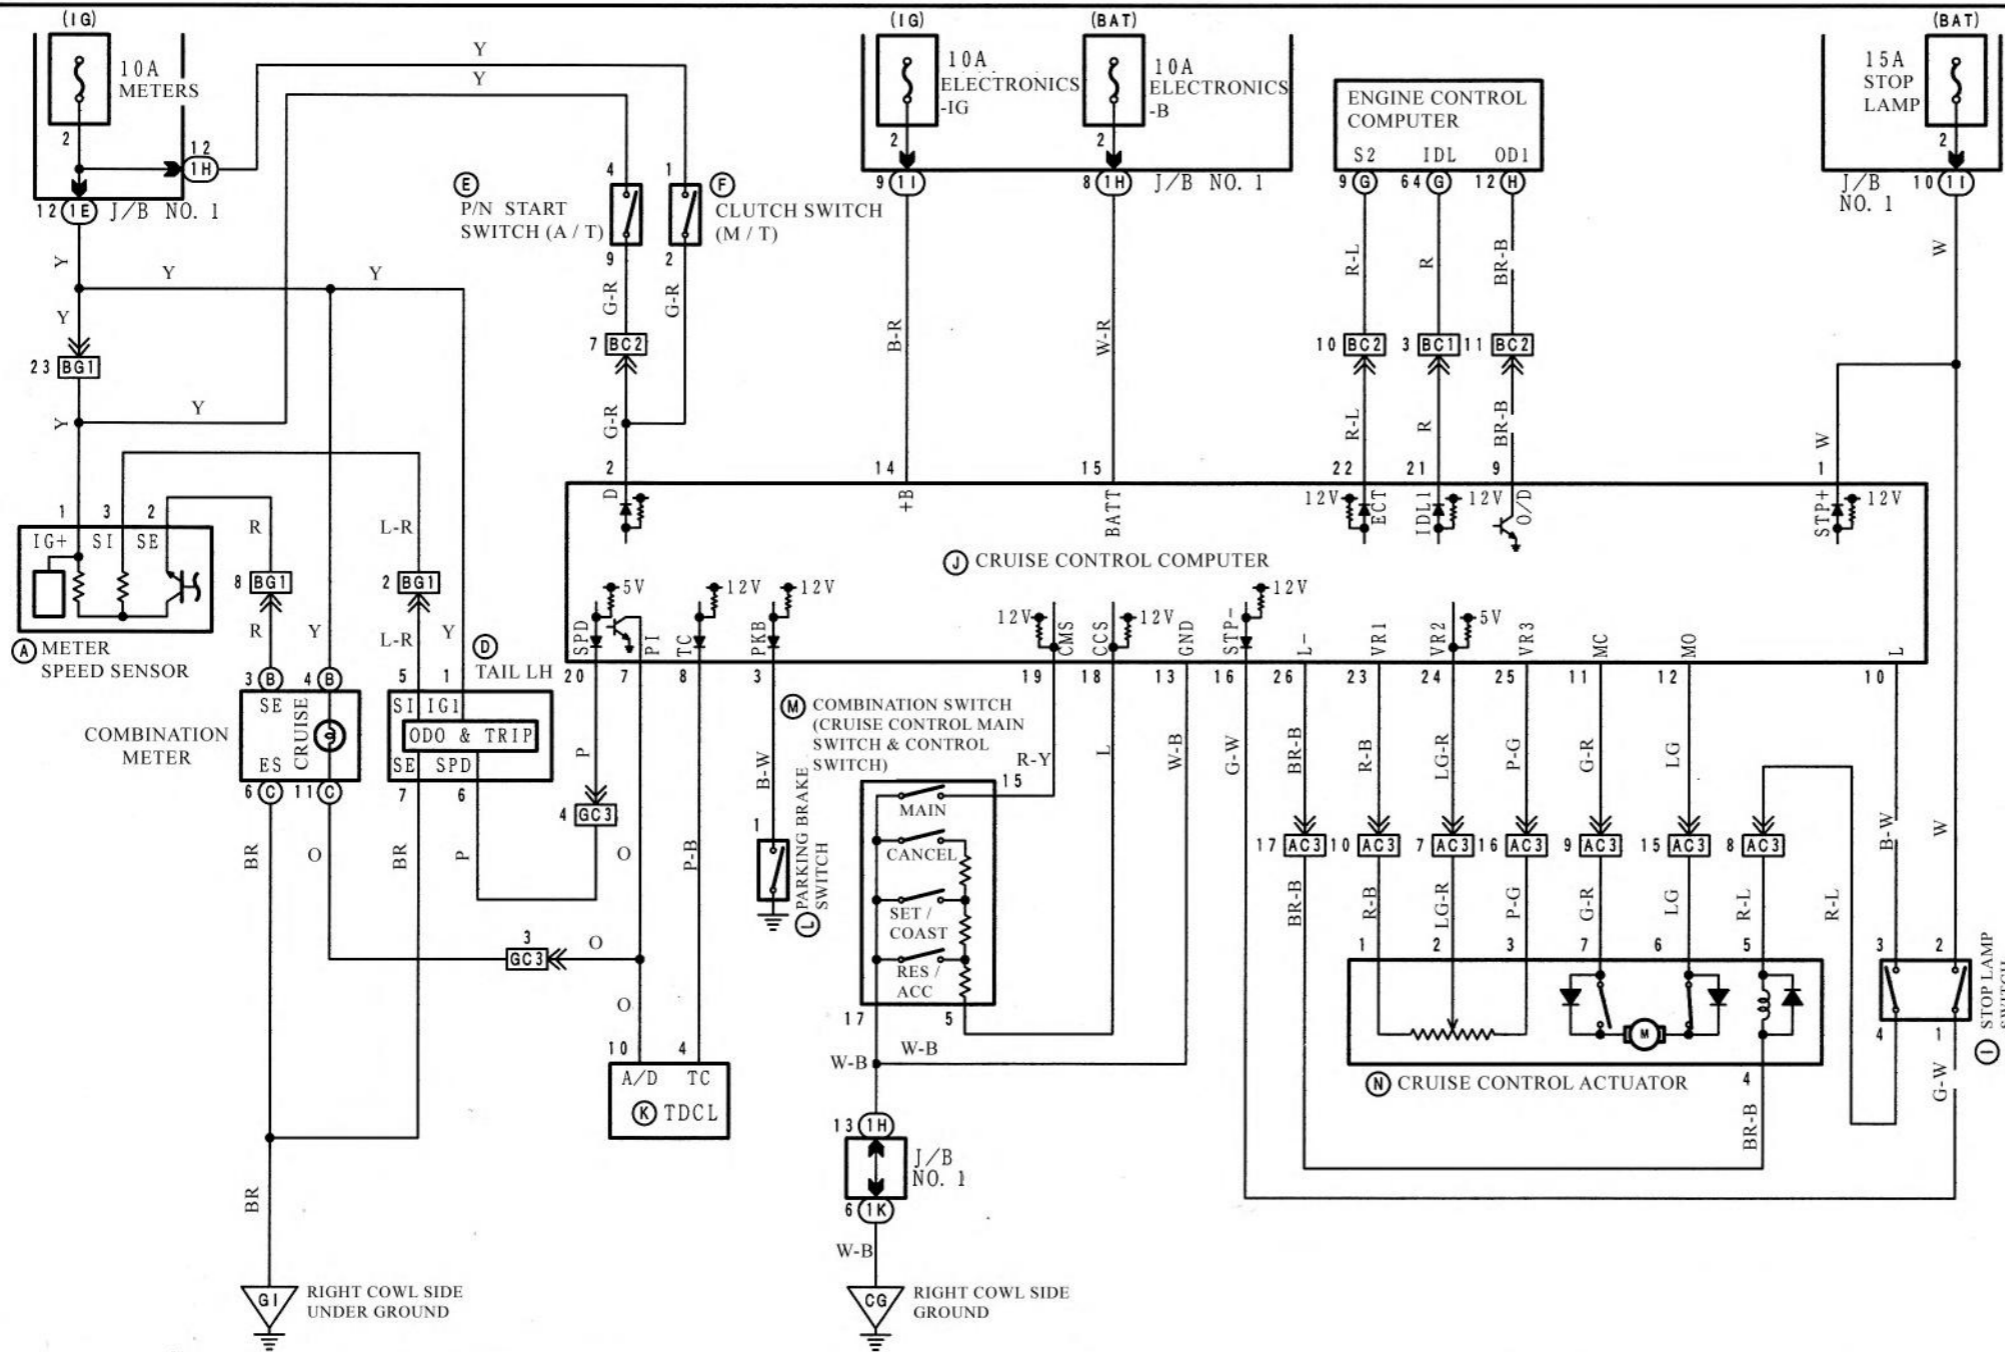 (IG)
10A
METERS
2
12
1H
12 1E J/B NO. 1
Y
Y
Y
Y
Y
Y
23 BG1
Y
Y
E
P/N START
SWITCH (A / T)
4
9
G-R
7 BC2
G-R
1
F
CLUTCH SWITCH
(M / T)
2
G-R
(IG)
10A
ELECTRONICS
-IG
2
9 1I
(BAT)
10A
ELECTRONICS
-B
2
8 1H J/B NO. 1
B-R
W-R
ENGINE CONTROL
COMPUTER
S2 IDL OD1
9 G 64 G 12 H
R-L R BR-B
10 BC2 3 BC1 11 BC2
R-L R BR-B
(BAT)
15A
STOP
LAMP
2
J/B
NO. 1
10 1I
W
W
2 14 15 22 21 9 1
D +B BATT 12V ECT IDL1 12V O/D STP+ 12V
J CRUISE CONTROL COMPUTER
5V 12V 12V 12V 12V 12V 5V
SPD PI TC PKB CMS CCS GND STP- L- VR1 VR2 VR3 MC MO L
20 7 8 3 19 18 13 16 26 23 24 25 11 12 10
1 3 2
IG+ SI SE
A METER
SPEED SENSOR
R
8 BG1
R
L-R
2 BG1
L-R
Y
Y
D
TAIL LH
3 B 4 B
SE
CRUISE
ES
COMBINATION
METER
6 C 11 C
5 1
SI IG1
ODO & TRIP
SE SPD
7 6
BR
O
BR
P
P
4 GC3
O
3
GC3
O
O
P-B
B-W
1
L PARKING BRAKE
SWITCH
10 4
A/D TC
K TDCL
BR
GI
RIGHT COWL SIDE
UNDER GROUND
M COMBINATION SWITCH
(CRUISE CONTROL MAIN
SWITCH & CONTROL
SWITCH)
R-Y
L
W-B
15
MAIN
CANCEL
SET /
COAST
RES /
ACC
17 5
W-B
W-B
13 1H
J/B
NO. 1
6 1K
W-B
CG
RIGHT COWL SIDE
GROUND
G-W BR-B R-B LG-R P-G G-R LG
17 AC3 10 AC3 7 AC3 16 AC3 9 AC3 15 AC3 8 AC3
BR-B R-B LG-R P-G G-R LG R-L
R-L
B-W
W
1 2 3 7 6 5
M
N CRUISE CONTROL ACTUATOR
4
BR-B
3 2
4 1
I STOP LAMP
G-W